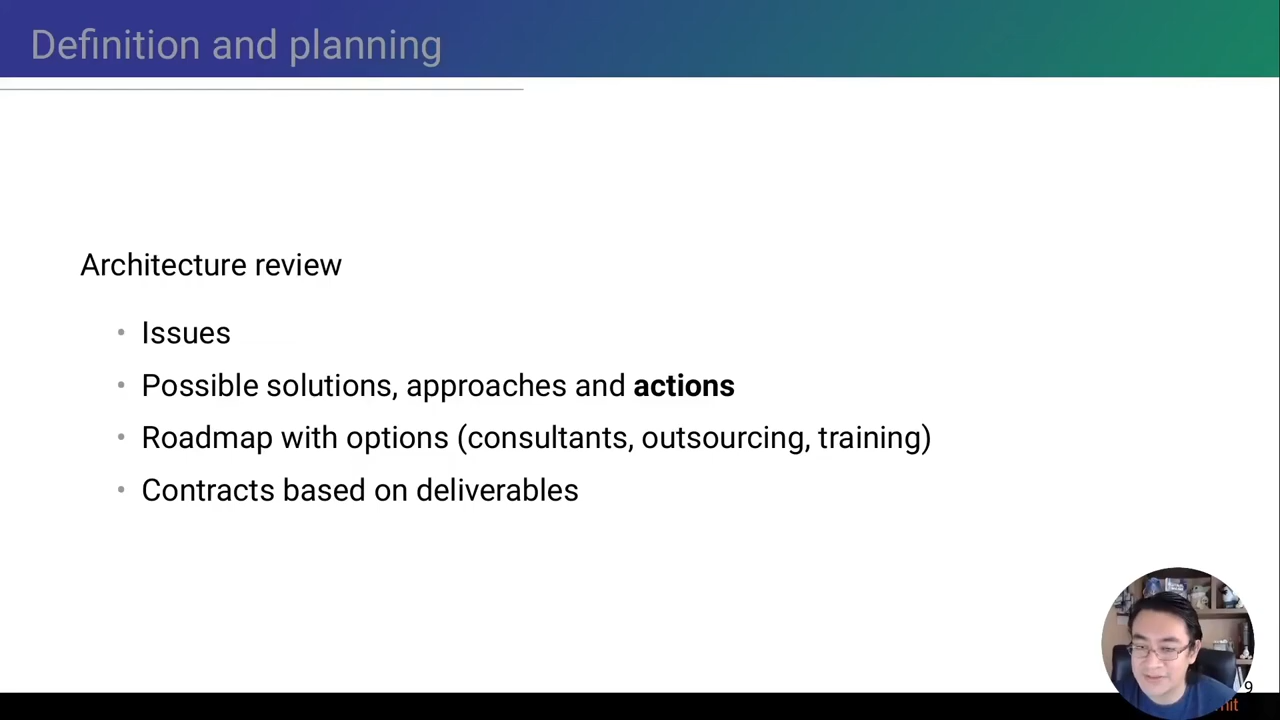 Definition and planning
Architecture review
• Issues
• Possible solutions, approaches and actions
• Roadmap with options (consultants, outsourcing, training)
• Contracts based on deliverables
9